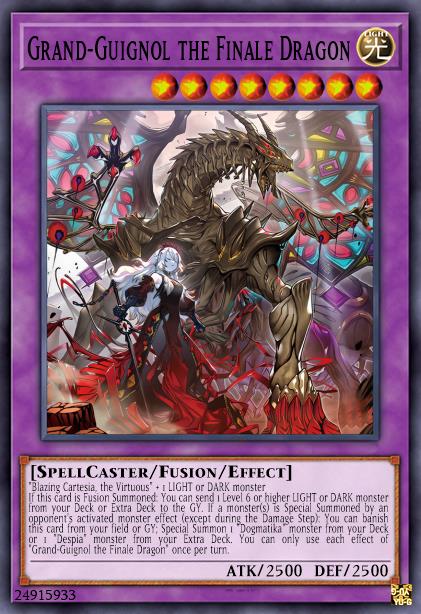 GRAND-GUIGNOL THE FINALE DRAGON
LIGHT
光
[SPELLCASTER/FUSION/EFFECT]
"Blazing Cartesia, the Virtuous" + 1 LIGHT or DARK monster
If this card is Fusion Summoned: You can send 1 Level 6 or higher LIGHT or DARK monster
from your Deck or Extra Deck to the GY. If a monster(s) is Special Summoned by an
opponent's activated monster effect (except during the Damage Step): You can banish
this card from your field or GY; Special Summon 1 "Dogmatika" monster from your Deck
or 1 "Despia" monster from your Extra Deck. You can only use each effect of
"Grand-Guignol the Finale Dragon" once per turn.
ATK/2500 DEF/2500
24915933